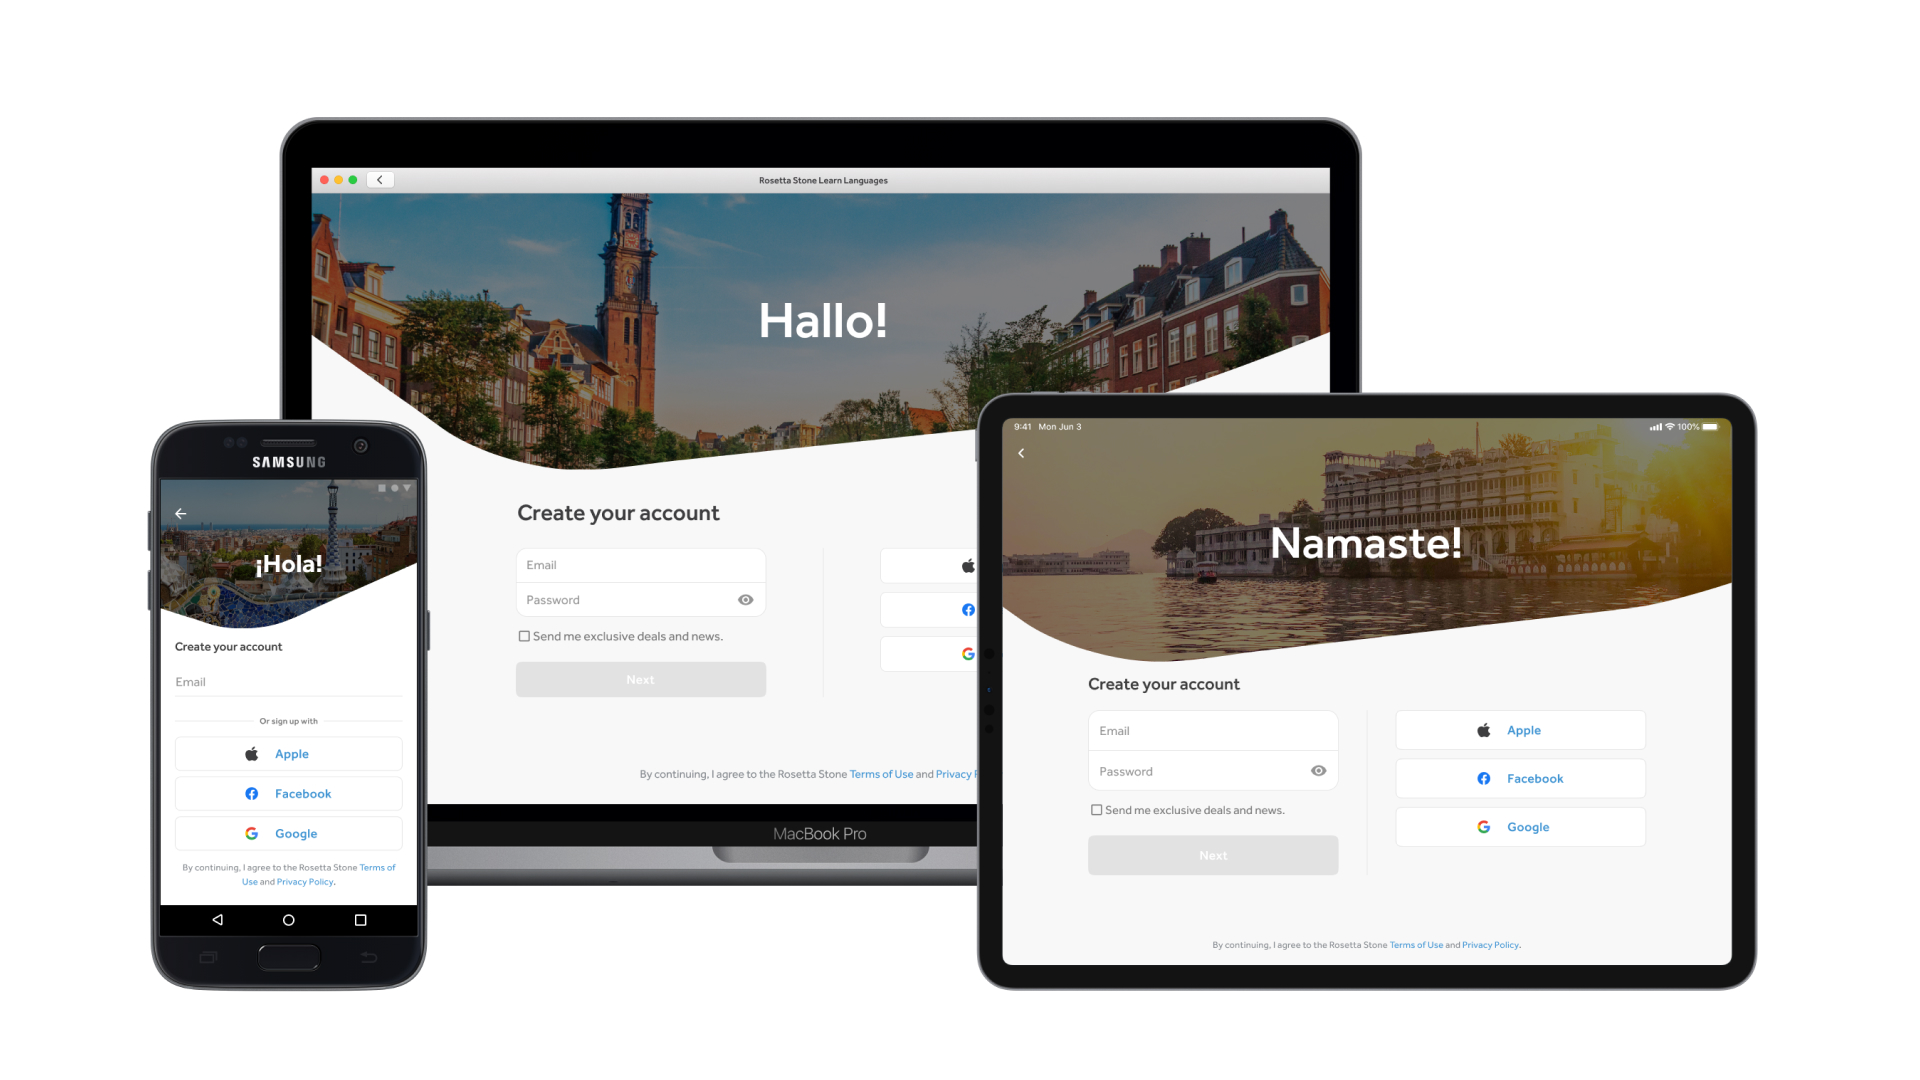 Rosetta Stone Learn Languages
Hallo!
Create your account
Email
Password
Send me exclusive deals and news.
Next
By continuing, I agree to the Rosetta Stone Terms of Use and Privacy
MacBook Pro
SAMSUNG
¡Hola!
Create your account
Email
Or sign up with
Apple
Facebook
Google
By continuing, I agree to the Rosetta Stone Terms of
Use and Privacy Policy.
9:41 Mon Jun 3
100%
Namaste!
Create your account
Email
Password
Send me exclusive deals and news.
Next
Apple
Facebook
Google
By continuing, I agree to the Rosetta Stone Terms of Use and Privacy Policy.